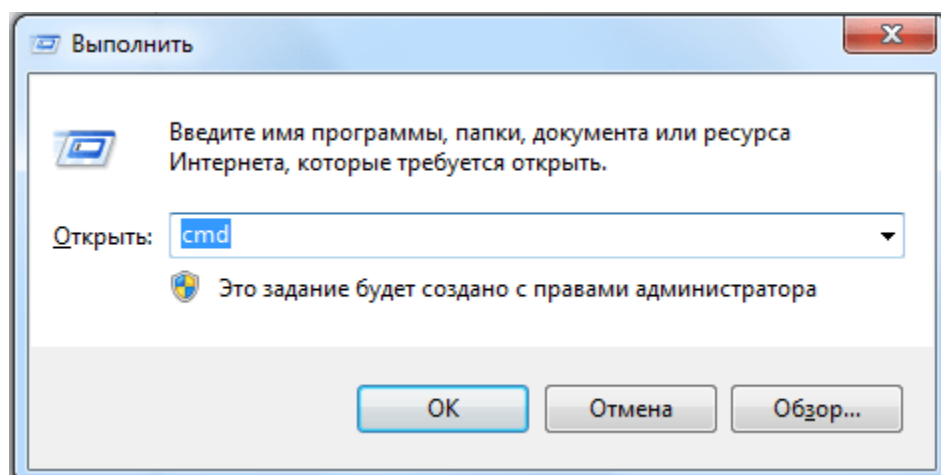 Выполнить
Введите имя программы, папки, документа или ресурса
Интернета, которые требуется открыть.
Открыть: cmd
Это задание будет создано с правами администратора
ОК Отмена Обзор...